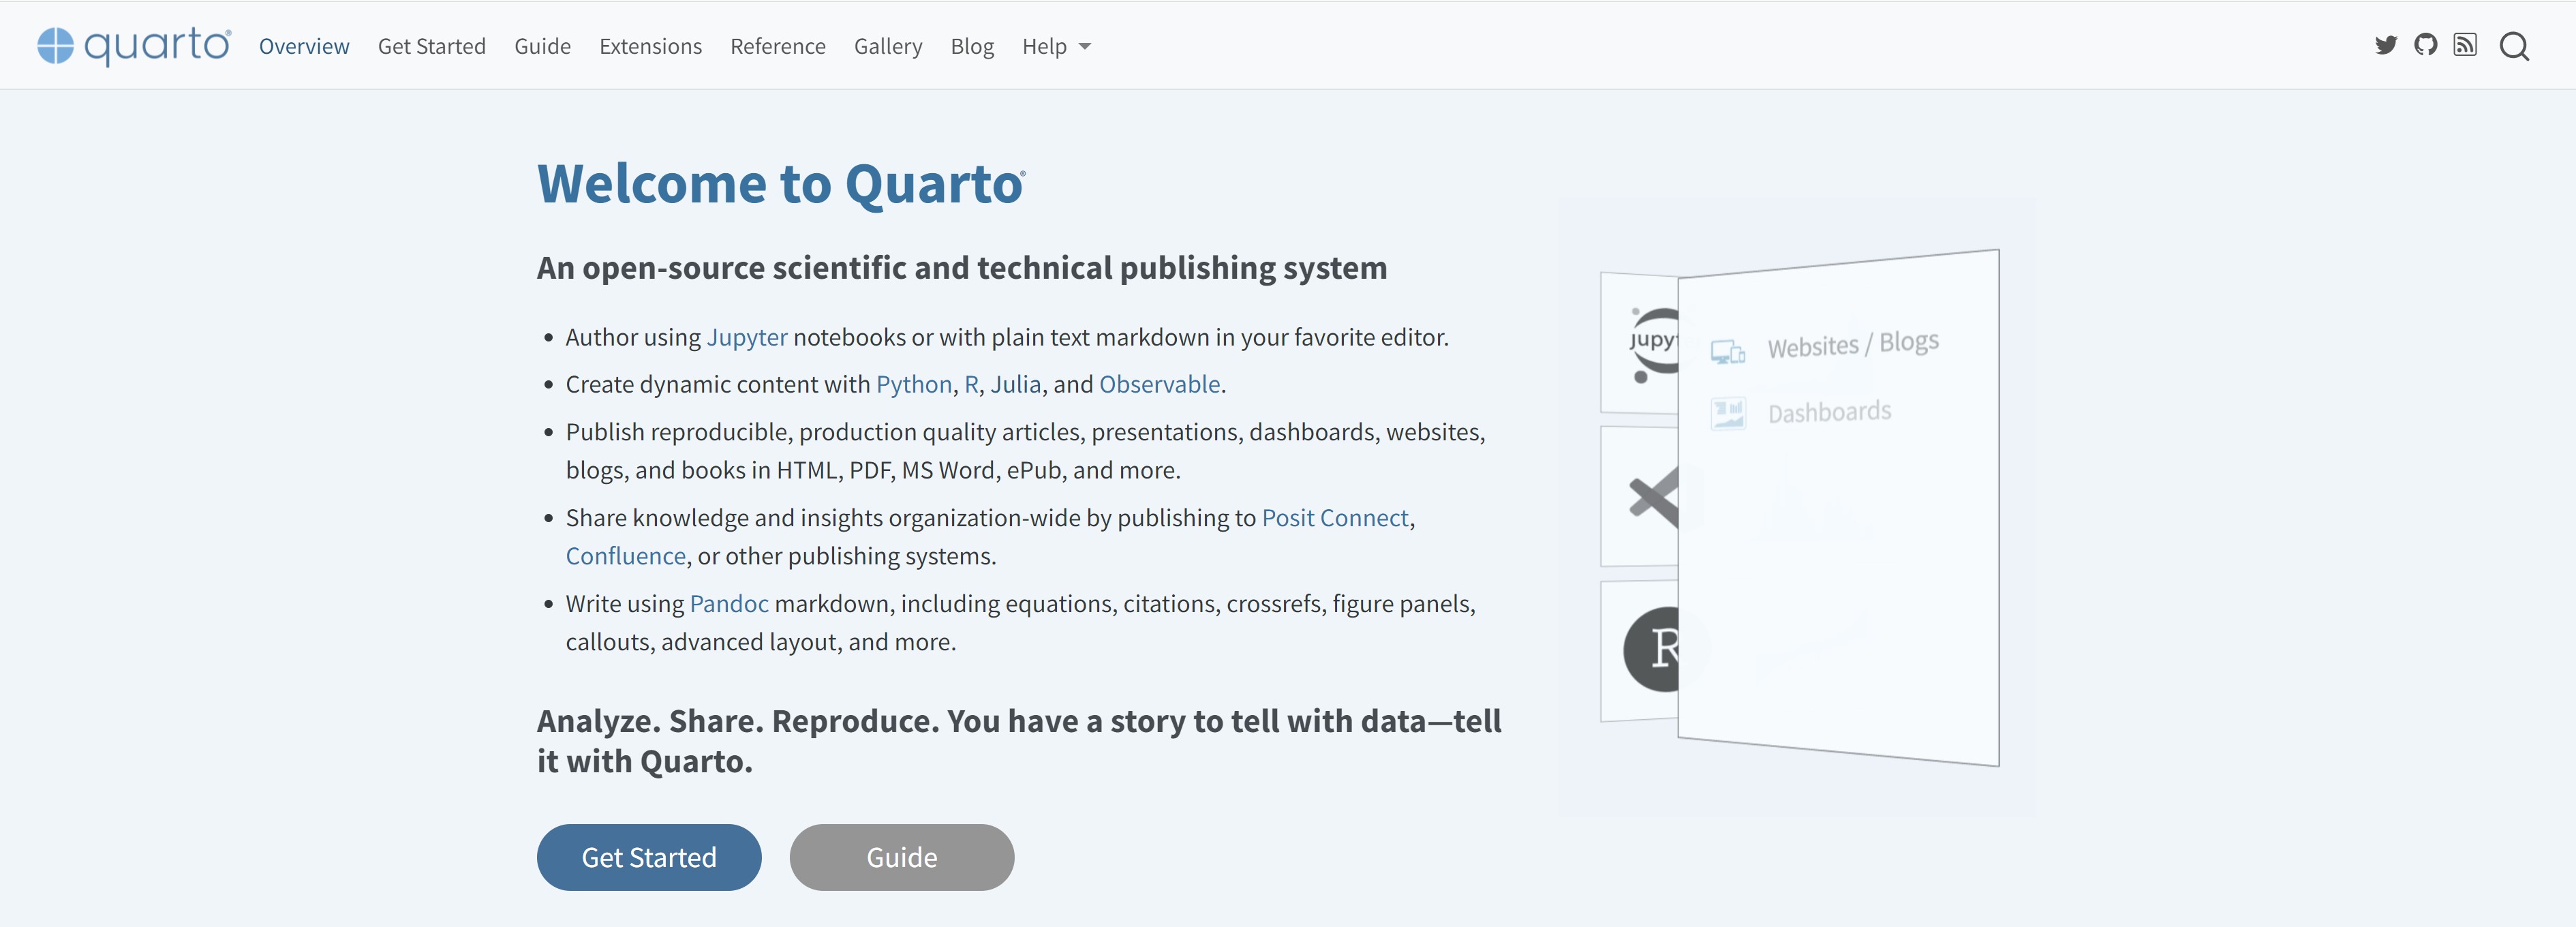 quarto®
Overview
Get Started
Guide
Extensions
Reference
Gallery
Blog
Help
Welcome to Quarto®
An open-source scientific and technical publishing system
• Author using Jupyter notebooks or with plain text markdown in your favorite editor.
• Create dynamic content with Python, R, Julia, and Observable.
• Publish reproducible, production quality articles, presentations, dashboards, websites,
blogs, and books in HTML, PDF, MS Word, ePub, and more.
• Share knowledge and insights organization-wide by publishing to Posit Connect,
Confluence, or other publishing systems.
• Write using Pandoc markdown, including equations, citations, crossrefs, figure panels,
callouts, advanced layout, and more.
Analyze. Share. Reproduce. You have a story to tell with data—tell
it with Quarto.
Get Started
Guide
Jupy
R
Websites / Blogs
Dashboards